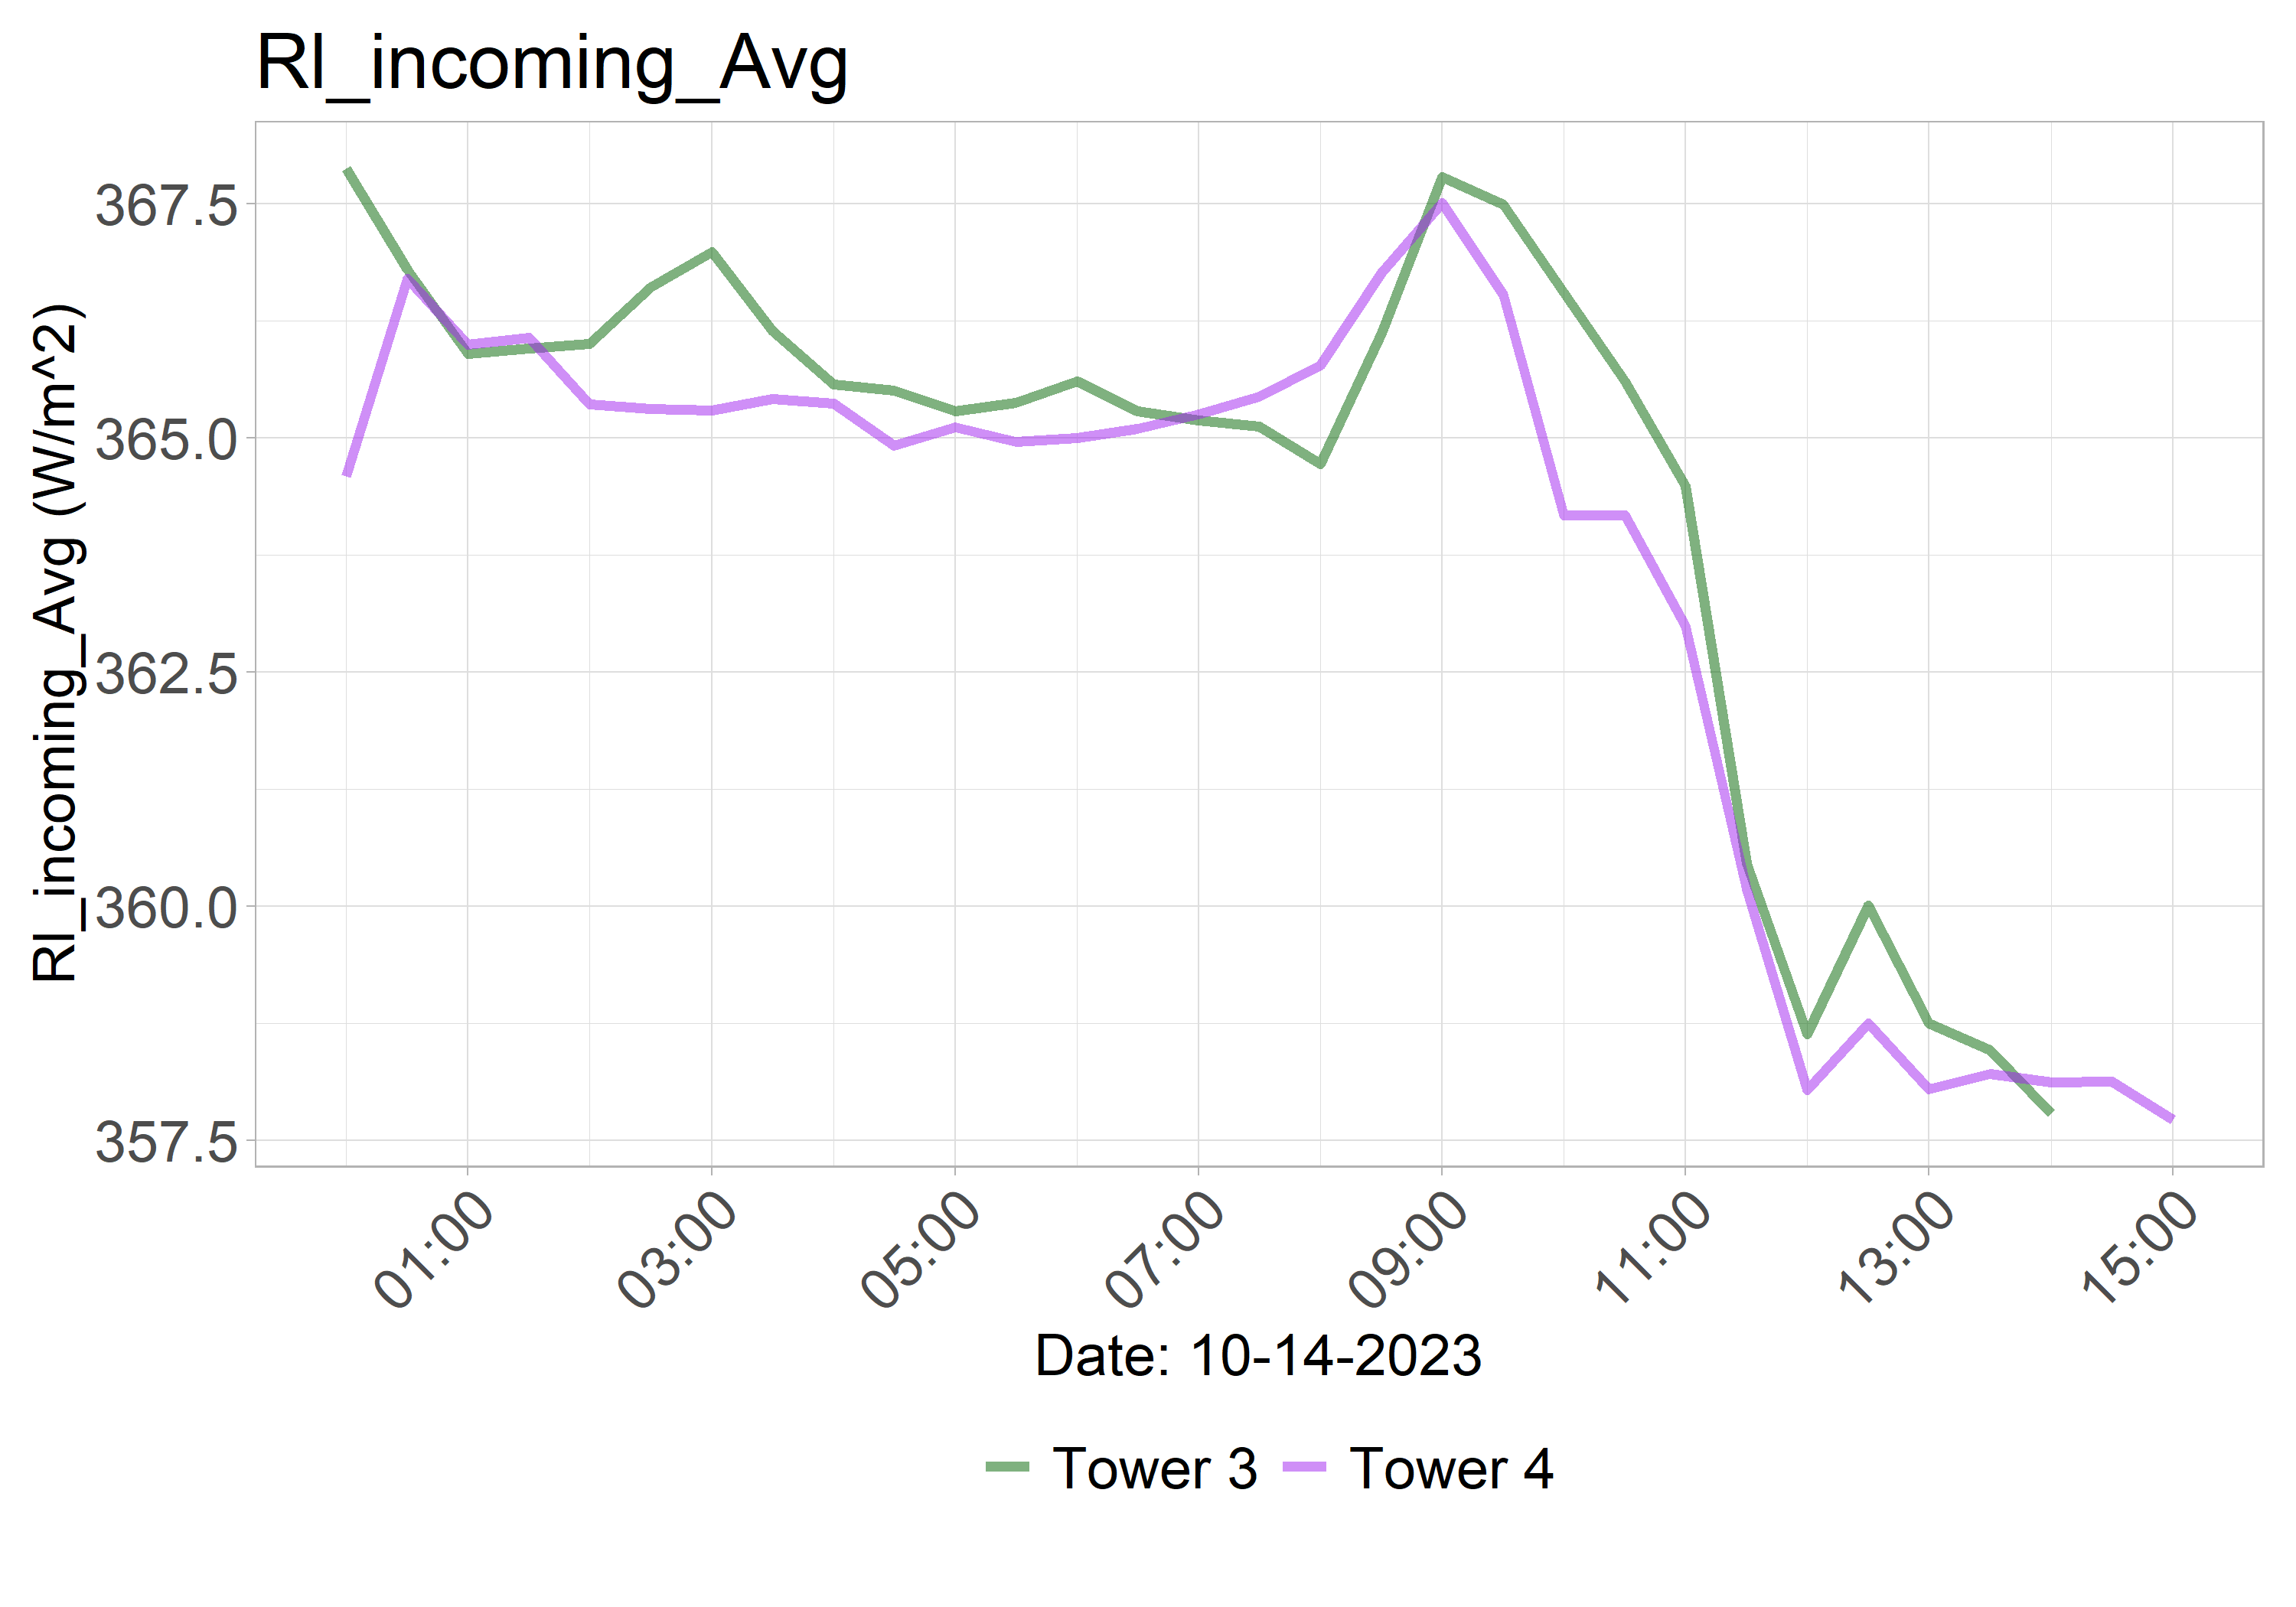 Rl_incoming_Avg
Rl_incoming_Avg (W/m^2)
367.5
365.0
362.5
360.0
357.5
01:00
03:00
05:00
07:00
09:00
11:00
13:00
15:00
Date: 10-14-2023
Tower 3
Tower 4